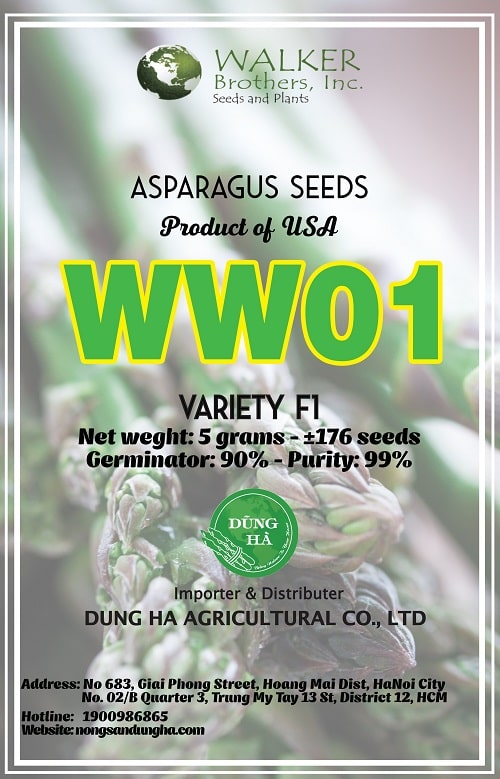 WALKER
Brothers, Inc.
Seeds and Plants
ASPARAGUS SEEDS
Product of USA
WW01
VARIETY F1
Net weght: 5 grams - ±176 seeds
Germinator: 90% - Purity: 99%
DŨNG
HÀ
Importer & Distributer
DUNG HA AGRICULTURAL CO., LTD
Address: No 683, Giai Phong Street, Hoang Mai Dist, HaNoi City
No. 02/B Quarter 3, Trung My Tay 13 St, District 12, HCM
Hotline: 1900986865
Website: nongsandungha.com